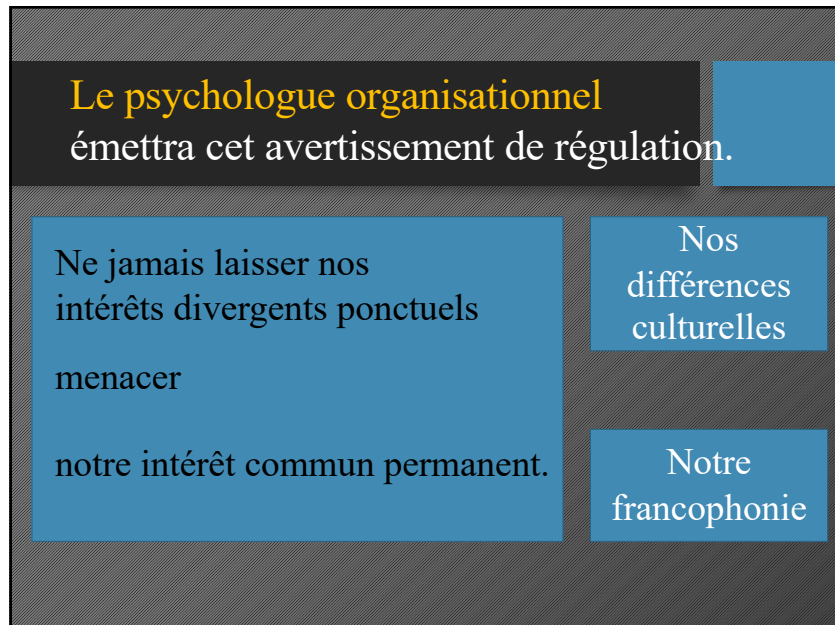 Le psychologue organisationnel
émettra cet avertissement de régulation.
Ne jamais laisser nos
intérêts divergents ponctuels
menacer
notre intérêt commun permanent.
Nos
différences
culturelles
Notre
francophonie